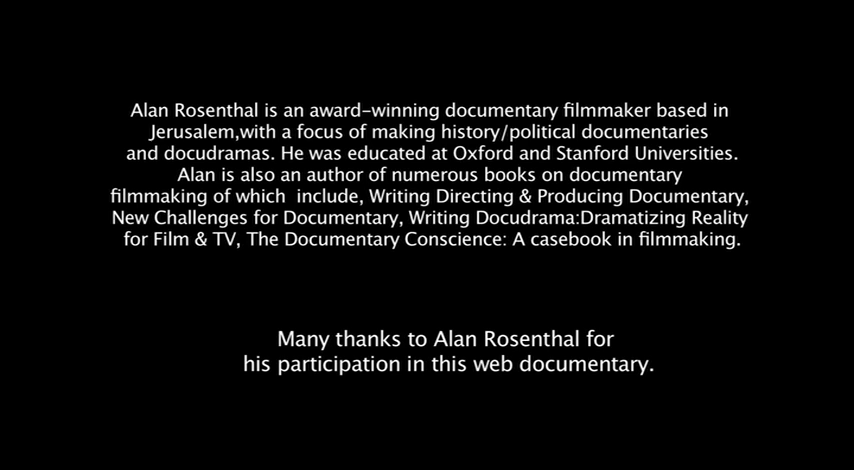 Alan Rosenthal is an award-winning documentary filmmaker based in
Jerusalem,with a focus of making history/political documentaries
and docudramas. He was educated at Oxford and Stanford Universities.
Alan is also an author of numerous books on documentary
filmmaking of which  include, Writing Directing & Producing Documentary,
New Challenges for Documentary, Writing Docudrama:Dramatizing Reality
for Film & TV, The Documentary Conscience: A casebook in filmmaking.
Many thanks to Alan Rosenthal for
his participation in this web documentary.